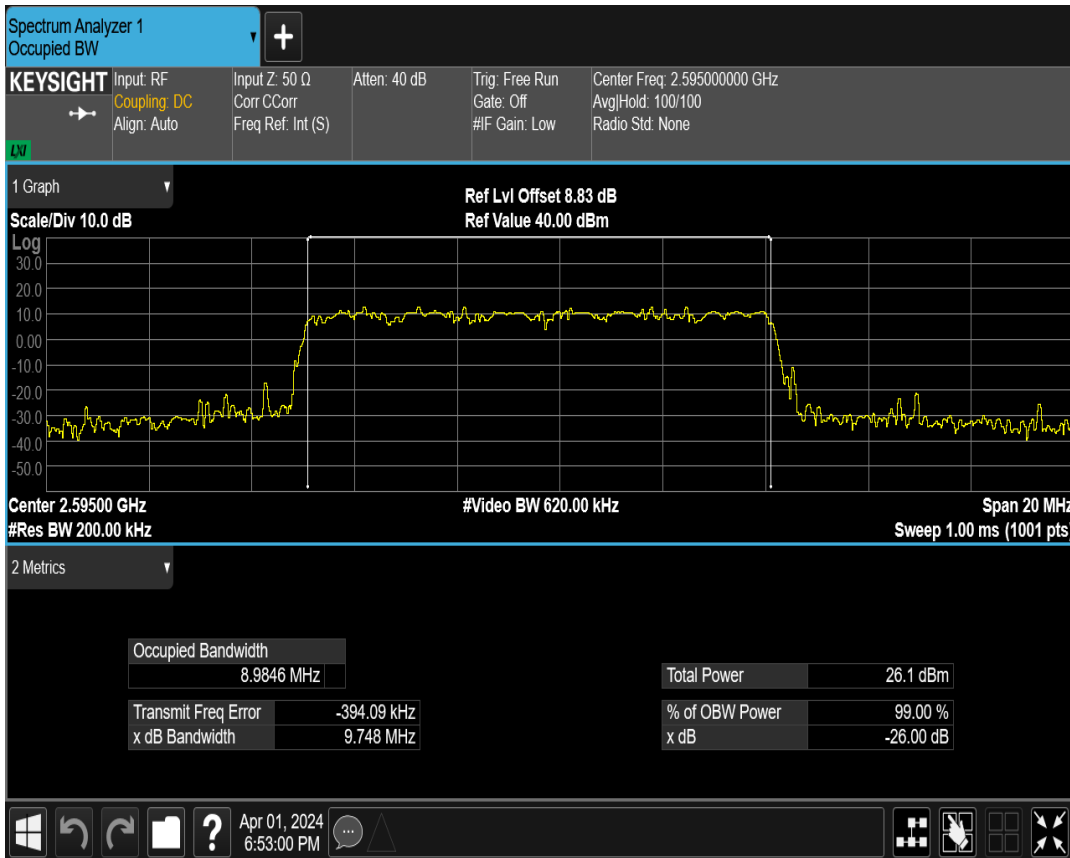 Spectrum Analyzer 1
Occupied BW
+
KEYSIGHT
LXI
Input: RF
Coupling: DC
Align: Auto
Input Z: 50 Ω
Corr CCorr
Freq Ref: Int (S)
Atten: 40 dB
Trig: Free Run
Gate: Off
#IF Gain: Low
Center Freq: 2.595000000 GHz
Avg|Hold: 100/100
Radio Std: None
1 Graph
Scale/Div 10.0 dB
Ref Lvl Offset 8.83 dB
Ref Value 40.00 dBm
Log
30.0
20.0
10.0
0.00
-10.0
-20.0
-30.0
-40.0
-50.0
Center 2.59500 GHz
#Video BW 620.00 kHz
Span 20 MHz
#Res BW 200.00 kHz
Sweep 1.00 ms (1001 pts)
2 Metrics
Occupied Bandwidth
8.9846 MHz
Total Power 26.1 dBm
Transmit Freq Error -394.09 kHz
% of OBW Power 99.00 %
x dB Bandwidth 9.748 MHz
x dB -26.00 dB
?
Apr 01, 2024
6:53:00 PM